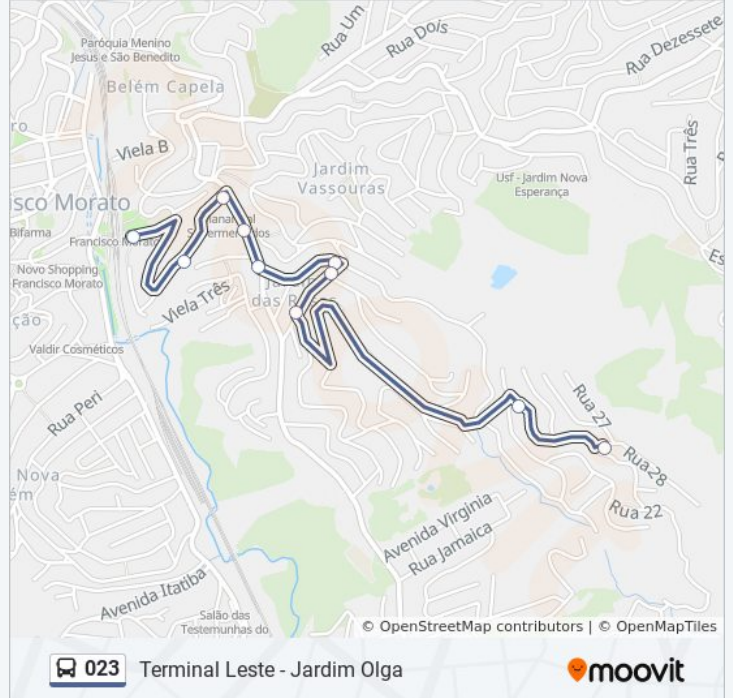 Rua Um
Rua Dois
Rua Dezessete
Paróquia Menino
Jesus e São Benedito
Belém Capela
ro
Viela B
Rua Três
Jardim
Vassouras
Usf - Jardim Nova
Esperança
isco Morato
Bifarma
Francisco Morato
Es
Novo Shopping
Francisco Morato
Viela Três
ção
Valdir Cosméticos
Rua Peri
Rua 27
Rua 28
Rua 22
Nova
ém
Avenida Virginia
Rua Jamaica
Avenida Itatiba
Salão das
Testemunhas do
© OpenStreetMap contributors | © OpenMapTiles
023 Terminal Leste - Jardim Olga
moovit